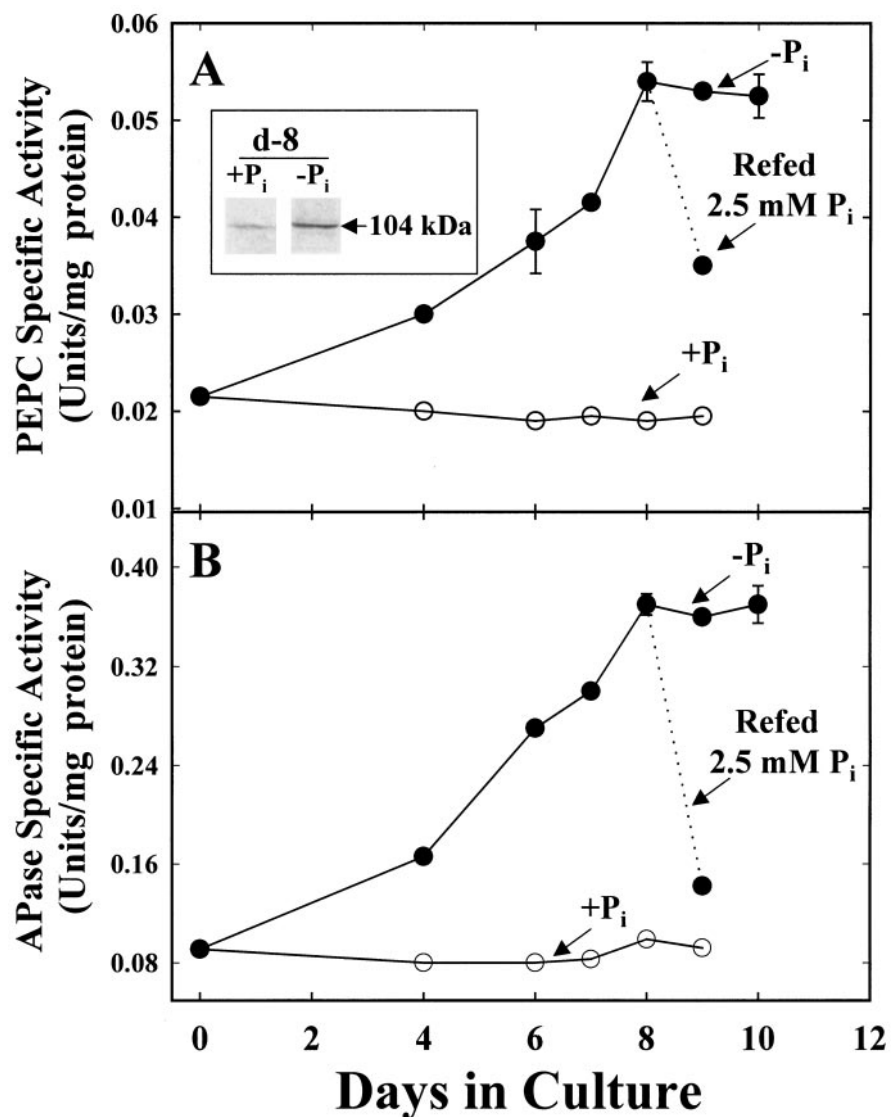 0.06
A
-Pi
d-8
+Pi -Pi
104 kDa
Refed
2.5 mM Pi
+Pi
0.05
0.04
0.03
0.02
0.01
PEPC Specific Activity
(Units/mg protein)
B
-Pi
Refed
2.5 mM Pi
+Pi
0.40
0.32
0.24
0.16
0.08
APase Specific Activity
(Units/mg protein)
0 2 4 6 8 10 12
Days in Culture